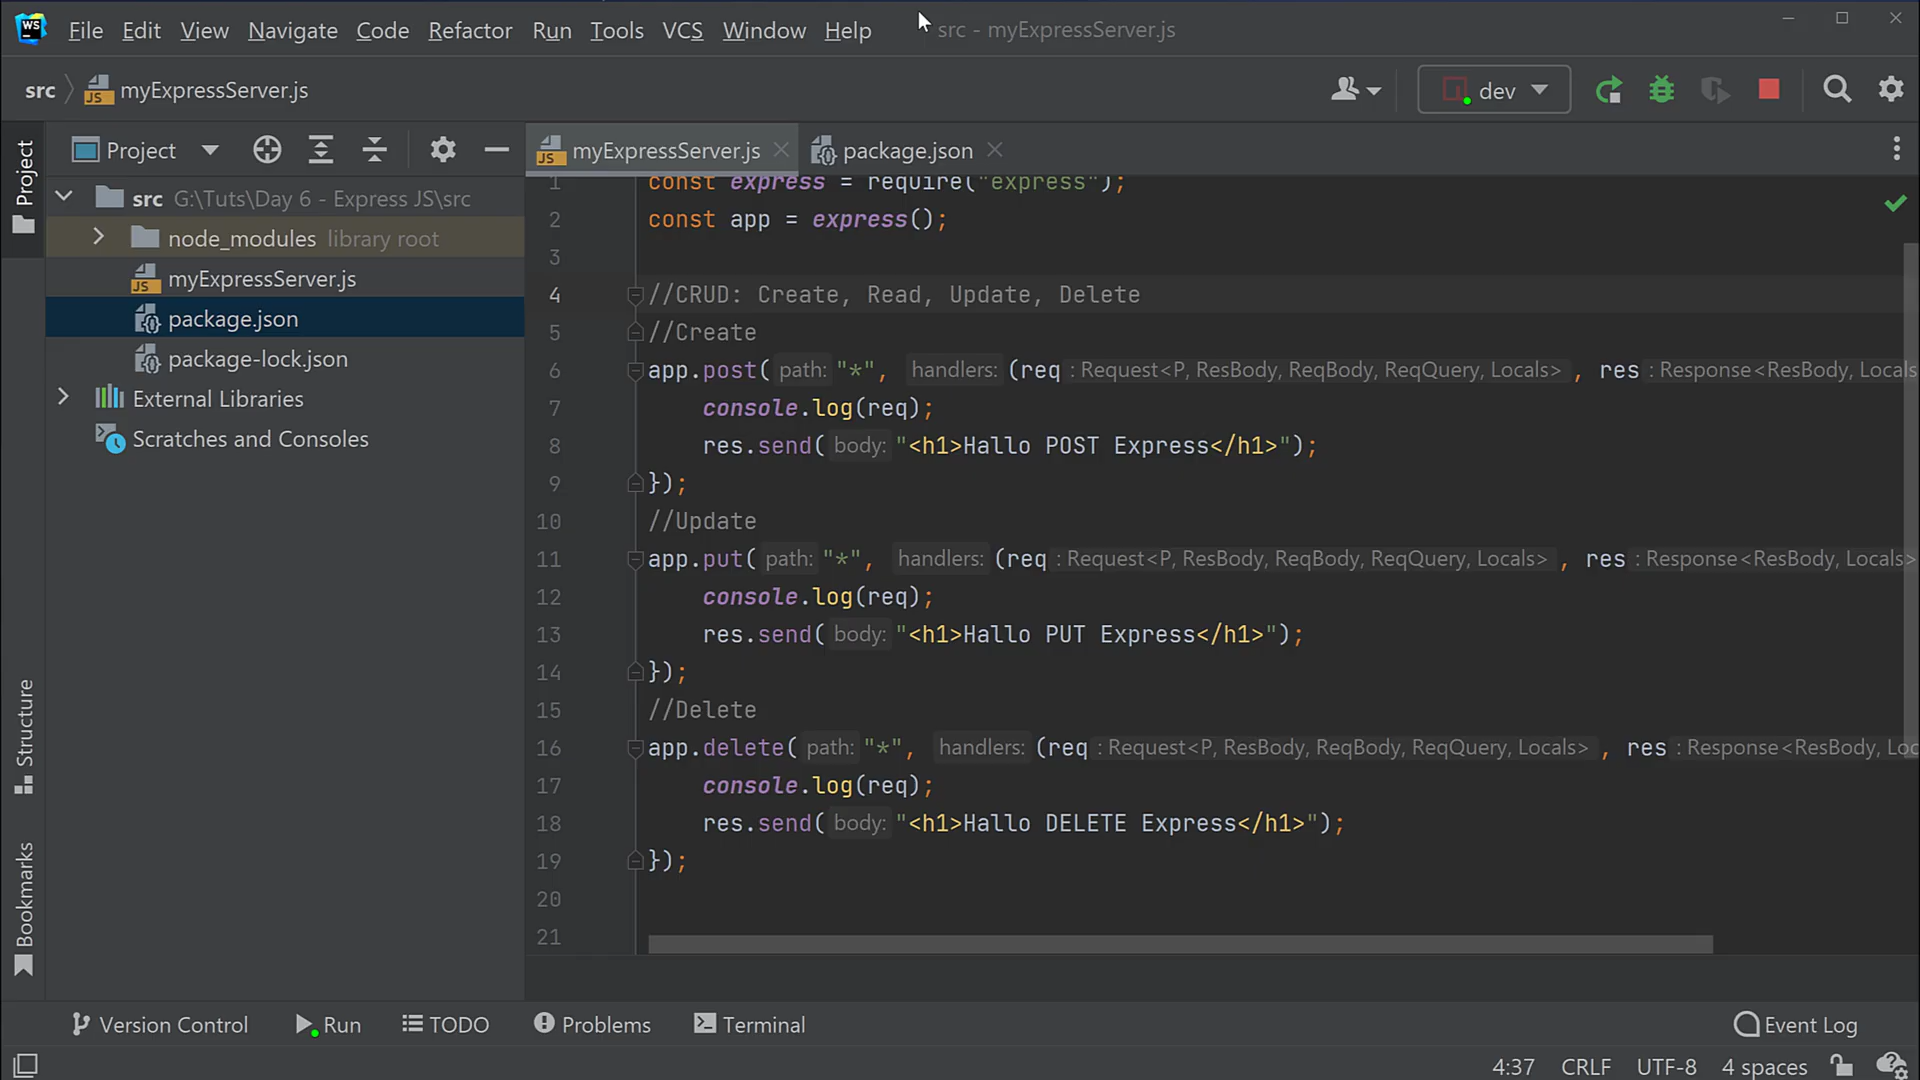 WS File Edit View Navigate Code Refactor Run Tools VCS Window Help src - myExpressServer.js
src JS myExpressServer.js dev
Project
JS myExpressServer.js package.json
Project
src G:\Tuts\Day 6 - Express JS\src
node_modules library root
JS myExpressServer.js
package.json
package-lock.json
External Libraries
Scratches and Consoles
1 const express = require("express");
2 const app = express();
3
4 //CRUD: Create, Read, Update, Delete
5 //Create
6 app.post( path: "*", handlers: (req : Request<P, ResBody, ReqBody, ReqQuery, Locals> , res : Response<ResBody, Locals
7 console.log(req);
8 res.send( body: "<h1>Hallo POST Express</h1>");
9 });
10 //Update
11 app.put( path: "*", handlers: (req : Request<P, ResBody, ReqBody, ReqQuery, Locals> , res : Response<ResBody, Locals>
12 console.log(req);
13 res.send( body: "<h1>Hallo PUT Express</h1>");
14 });
15 //Delete
16 app.delete( path: "*", handlers: (req : Request<P, ResBody, ReqBody, ReqQuery, Locals> , res : Response<ResBody, Loc
17 console.log(req);
18 res.send( body: "<h1>Hallo DELETE Express</h1>");
19 });
20
21
Structure
Bookmarks
Version Control Run TODO Problems Terminal Event Log
4:37 CRLF UTF-8 4 spaces